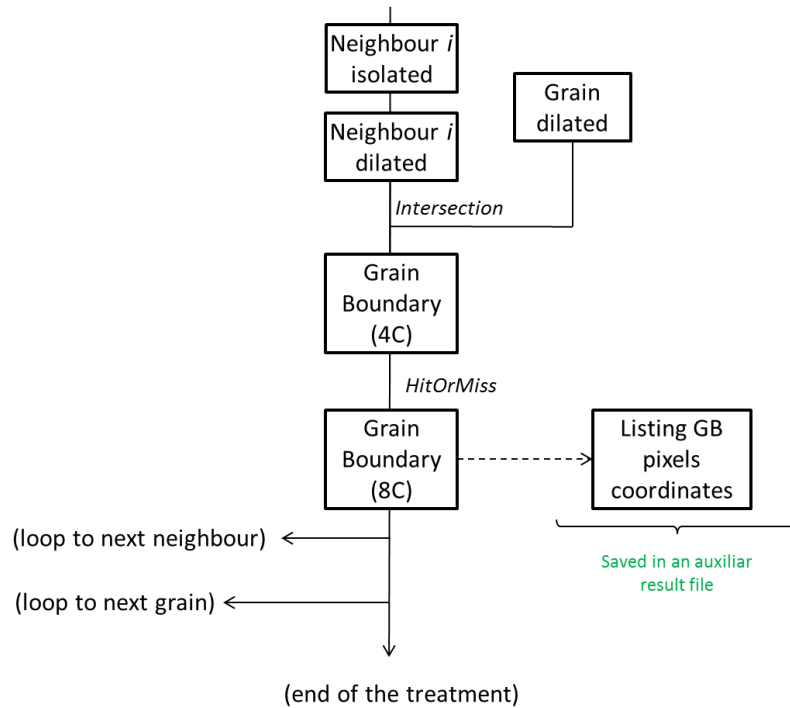 Neighbour i
isolated
Grain
dilated
Neighbour i
dilated
Intersection
Grain
Boundary
(4C)
HitOrMiss
Grain
Boundary
(8C)
Listing GB
pixels
coordinates
(loop to next neighbour)
Saved in an auxiliar
result file
(loop to next grain)
(end of the treatment)